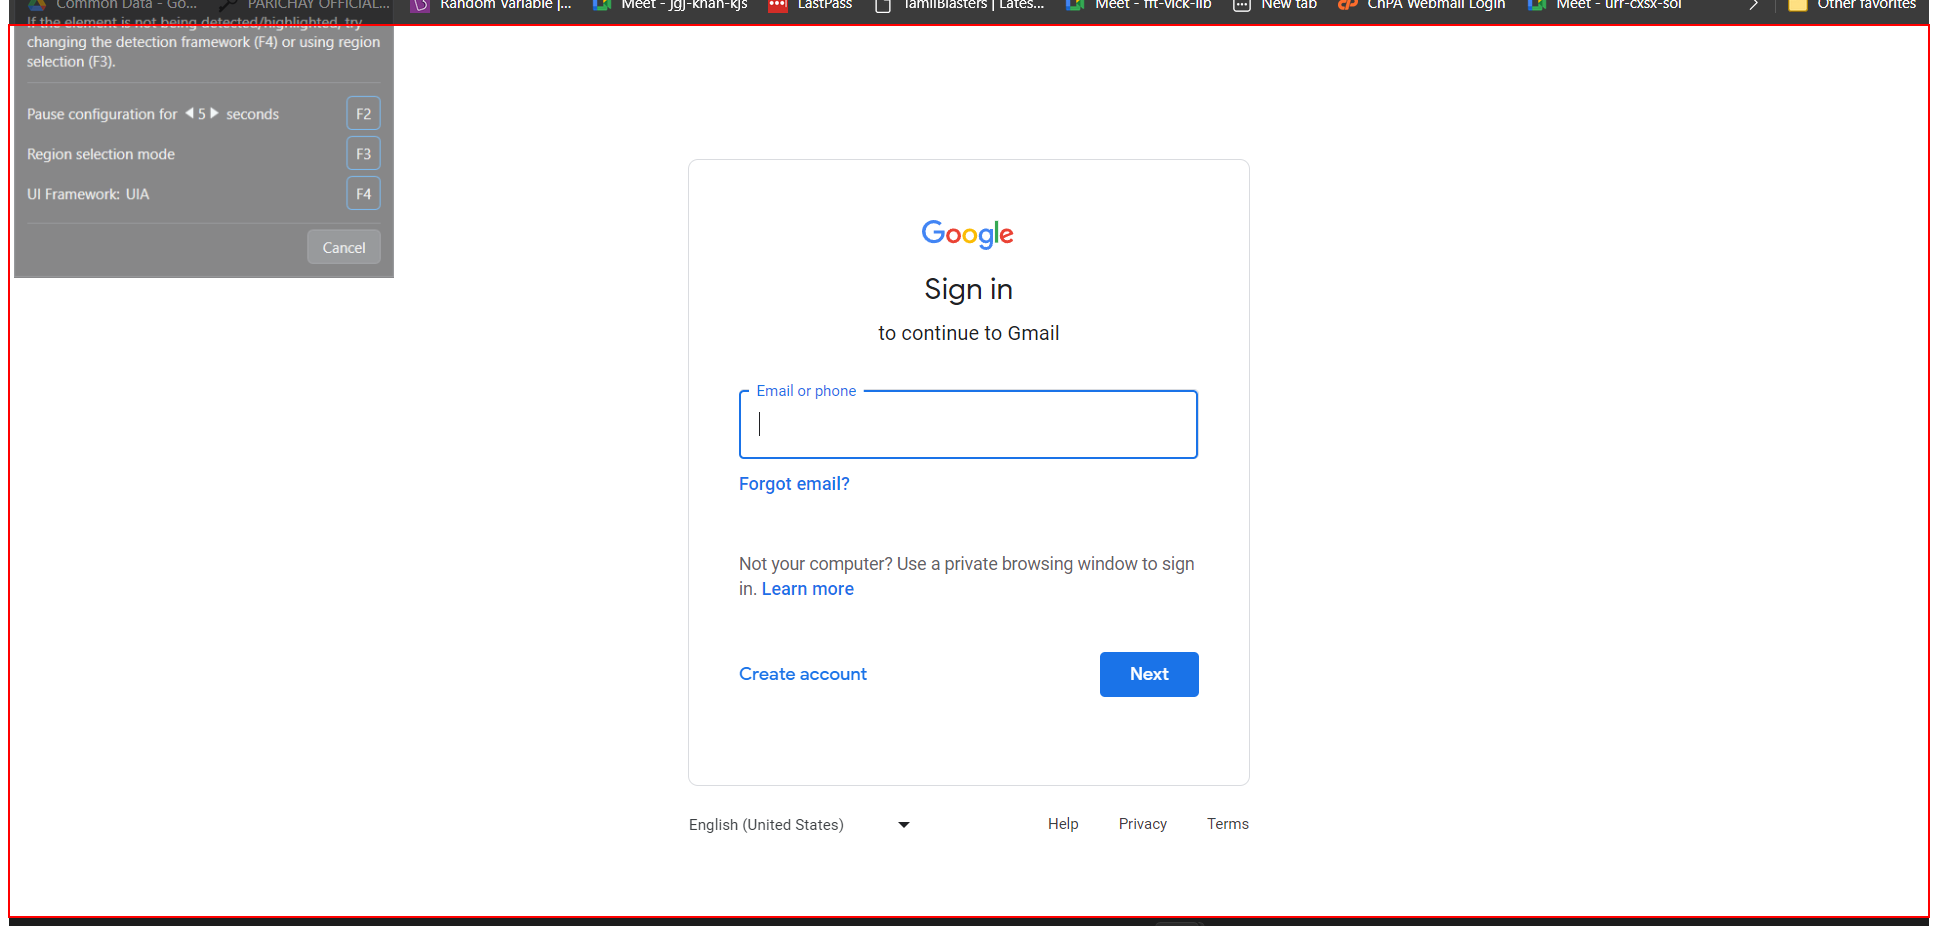 Common Data - Go...
PARICHAY OFFICIAL...
Random Variable |...
Meet - jgj-khah-kjs
LastPass
TamilBlasters | Lates...
Meet - fft-vick-iib
New tab
ChPA Webmail Login
Meet - urr-cxsx-soi
Other favorites
If the element is not being detected/highlighted, try
changing the detection framework (F4) or using region
selection (F3).
Pause configuration for 5 seconds
F2
Region selection mode
F3
UI Framework: UIA
F4
Cancel
Google
Sign in
to continue to Gmail
Email or phone
Forgot email?
Not your computer? Use a private browsing window to sign
in. Learn more
Create account
Next
English (United States)
Help
Privacy
Terms